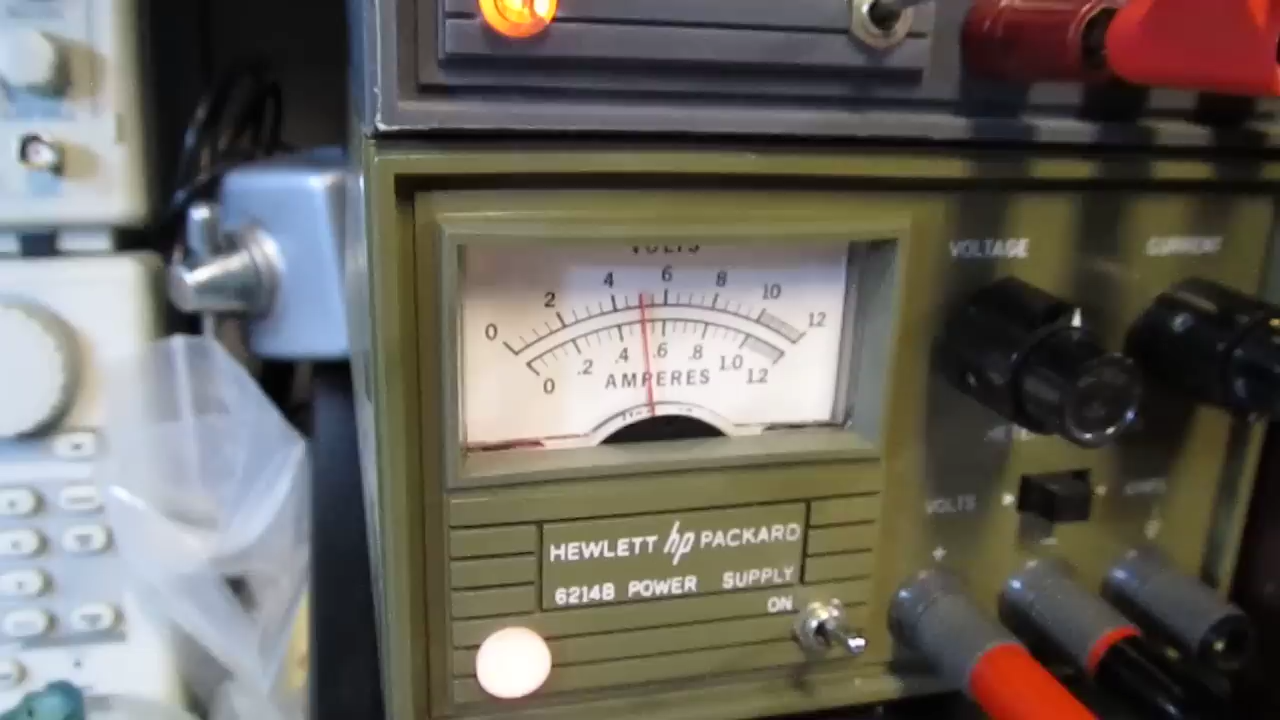 VOLTS
0 2 4 6 8 10 12
0 .2 .4 .6 .8 1.0 1.2
AMPERES
HEWLETT hp PACKARD
6214B POWER SUPPLY
ON
VOLTAGE
CURRENT
VOLTS
+